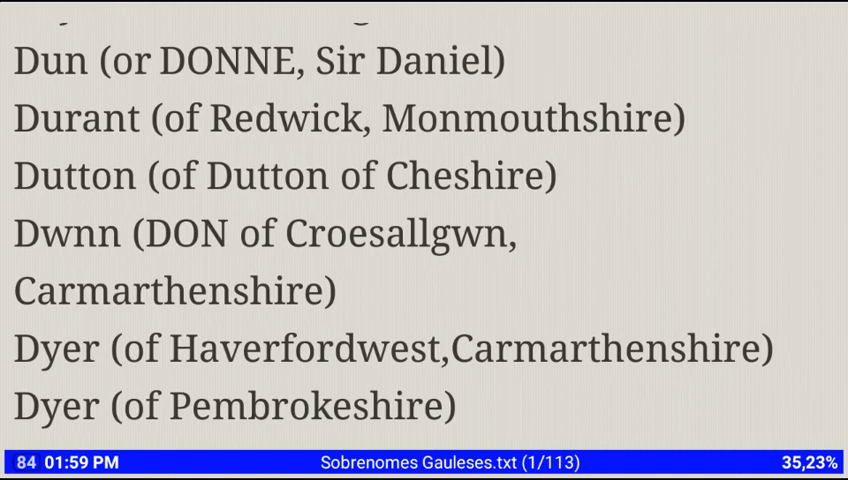 Dun (or DONNE, Sir Daniel)
Durant (of Redwick, Monmouthshire)
Dutton (of Dutton of Cheshire)
Dwnn (DON of Croesallgwn,
Carmarthenshire)
Dyer (of Haverfordwest,Carmarthenshire)
Dyer (of Pembrokeshire)
84 01:59 PM Sobrenomes Gauleses.txt (1/113) 35,23%